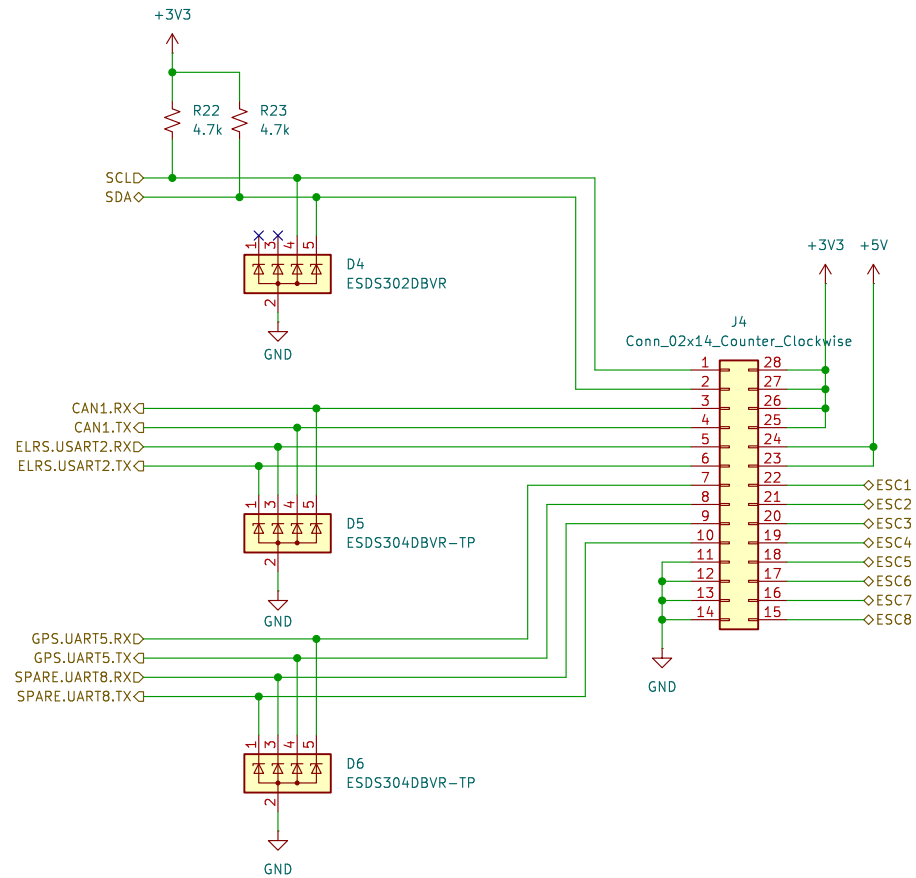 +3V3
R22
4.7k
R23
4.7k
SCL
SDA
1
3
4
5
D4
ESDS302DBVR
2
GND
+3V3
+5V
J4
Conn_02x14_Counter_Clockwise
1 28
2 27
3 26
4 25
5 24
6 23
7 22
8 21
9 20
10 19
11 18
12 17
13 16
14 15
CAN1.RX
CAN1.TX
ELRS.USART2.RX
ELRS.USART2.TX
ESC1
ESC2
ESC3
ESC4
ESC5
ESC6
ESC7
ESC8
1
3
4
5
D5
ESDS304DBVR-TP
2
GND
GND
GPS.UART5.RX
GPS.UART5.TX
SPARE.UART8.RX
SPARE.UART8.TX
1
3
4
5
D6
ESDS304DBVR-TP
2
GND